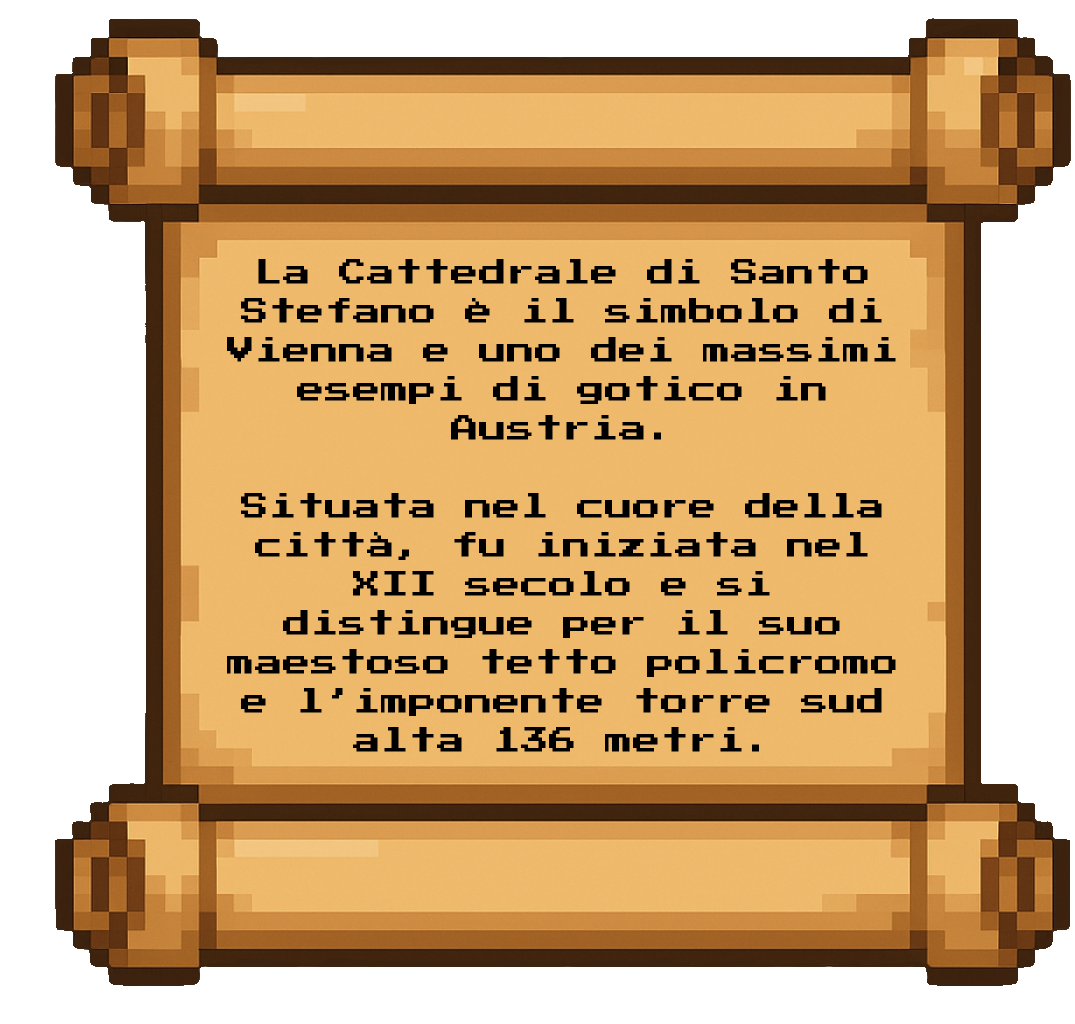 La Cattedrale di Santo
Stefano è il simbolo di
Vienna e uno dei massimi
esempi di gotico in
Austria.
Situata nel cuore della
città, fu iniziata nel
XII secolo e si
distingue per il suo
maestoso tetto policromo
e l'imponente torre sud
alta 136 metri.